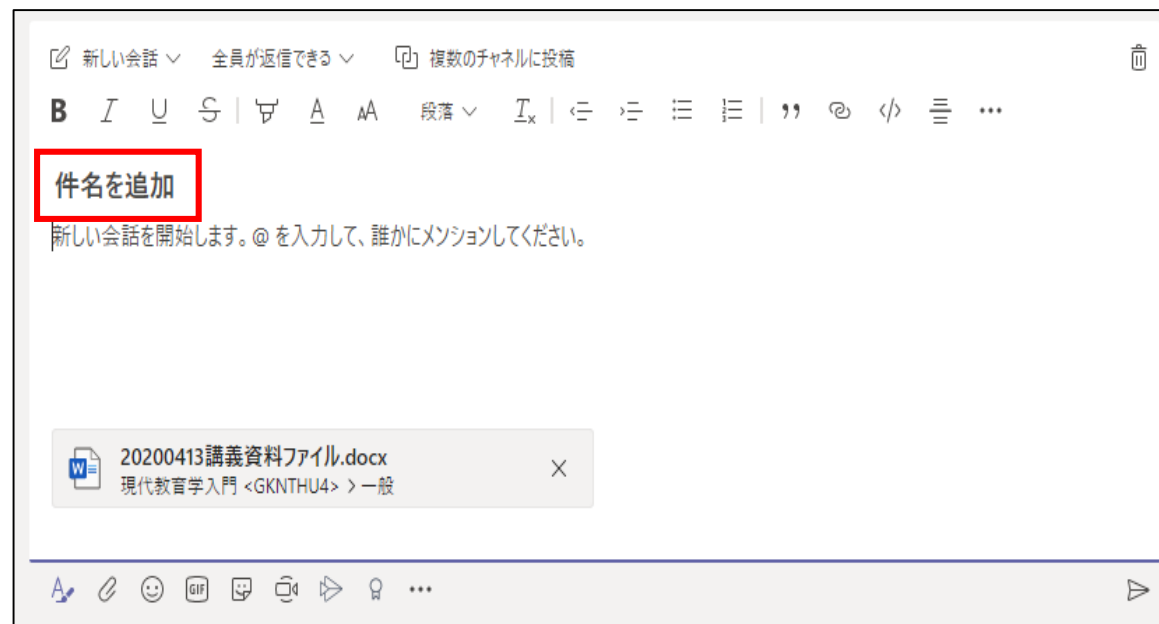 新しい会話 全員が返信できる 複数のチャネルに投稿
B I U S A AA 段落 Tx
件名を追加
新しい会話を開始します。@ を入力して、誰かにメンションしてください。
20200413講義資料ファイル.docx
現代教育学入門 <GKNTHU4> > 一般
GIF